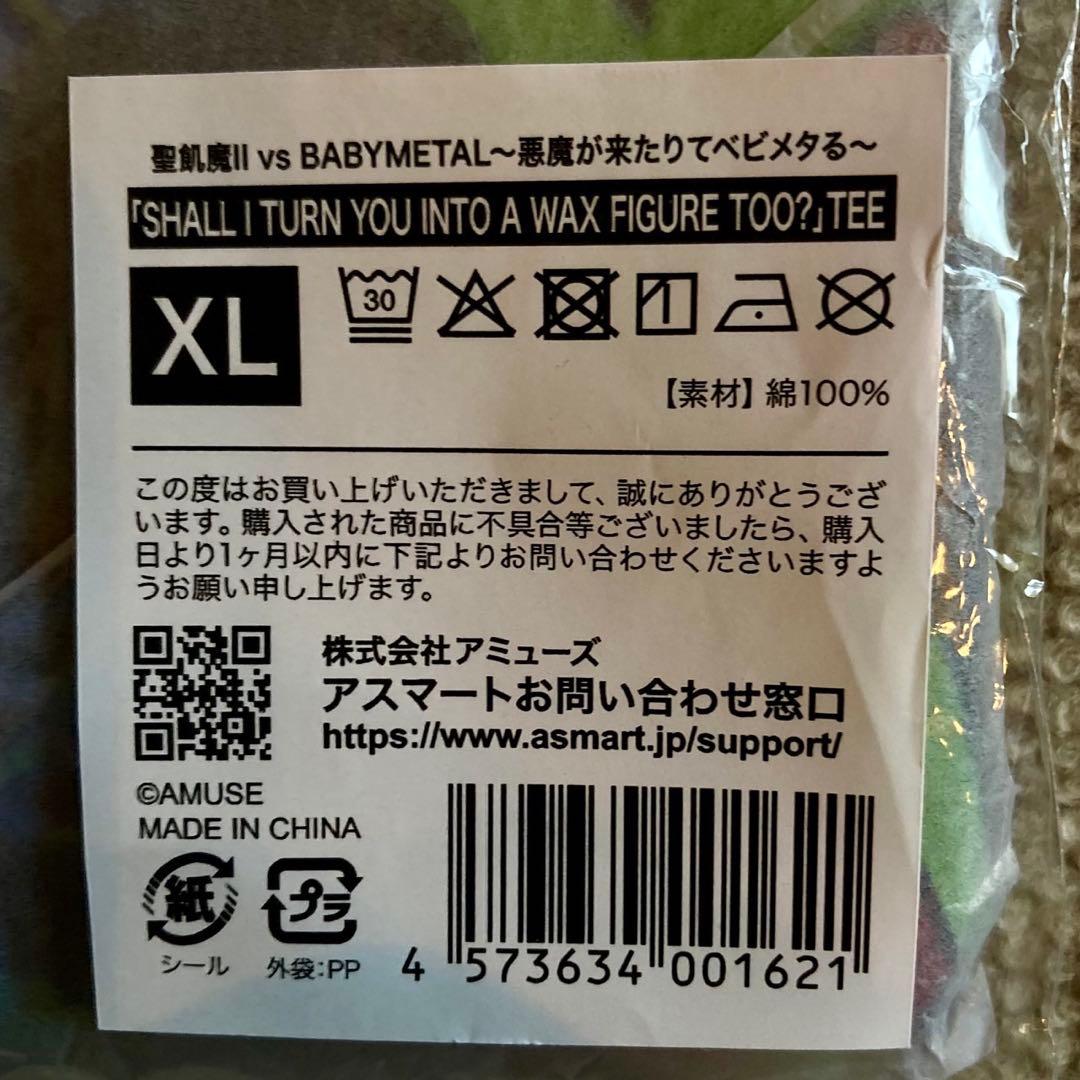 聖飢魔II vs BABYMETAL〜悪魔が来たりてベビメタる〜
「SHALL I TURN YOU INTO A WAX FIGURE TOO?」TEE
XL
30
【素材】綿100%
この度はお買い上げいただきまして、誠にありがとうござ
います。購入された商品に不具合等ございましたら、購入
日より1ヶ月以内に下記よりお問い合わせくださいますよ
うお願い申し上げます。
株式会社アミューズ
アスマートお問い合わせ窓口
https://www.asmart.jp/support/
©AMUSE
MADE IN CHINA
紙
プラ
シール
外袋:PP
4 573634 001621